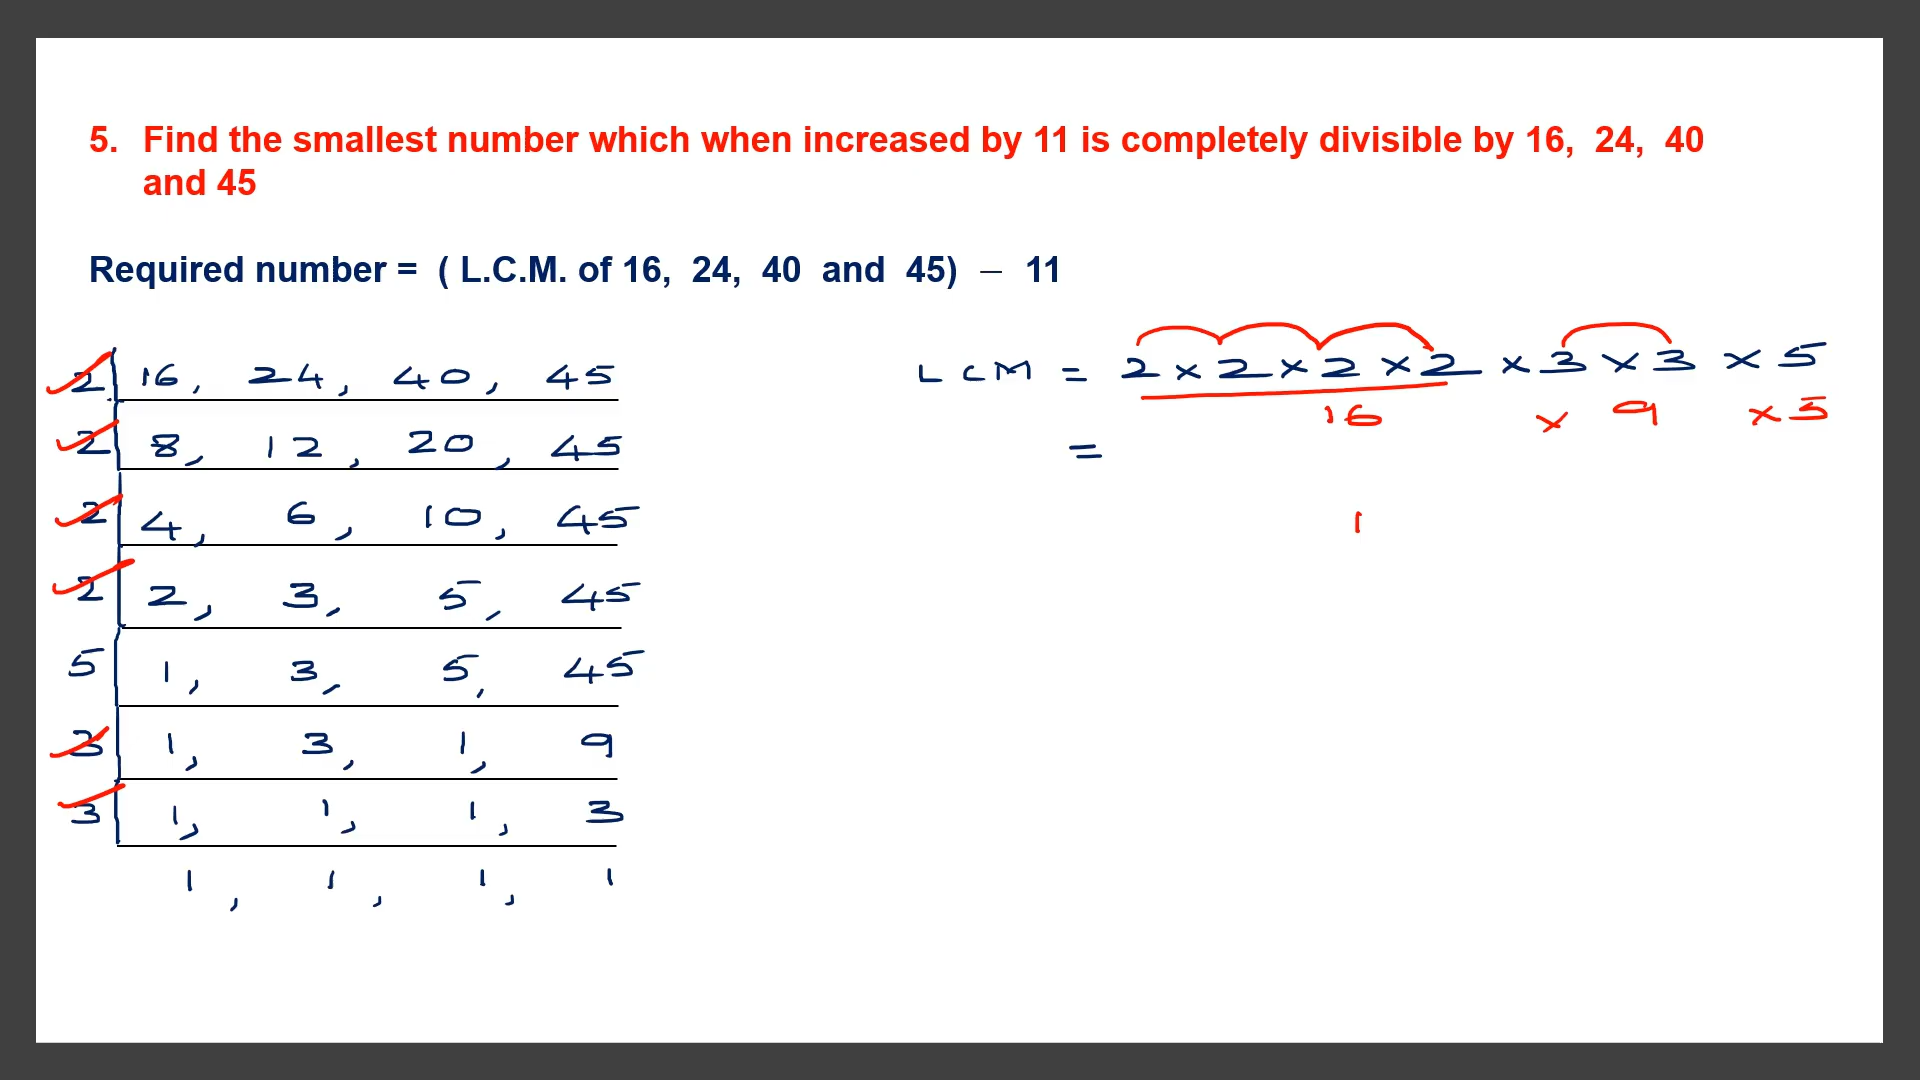 5. Find the smallest number which when increased by 11 is completely divisible by 16, 24, 40
and 45
Required number = ( L.C.M. of 16, 24, 40 and 45) – 11
2 16, 24, 40, 45
2 8, 12, 20, 45
2 4, 6, 10, 45
2 2, 3, 5, 45
5 1, 3, 5, 45
3 1, 3, 1, 9
3 1, 1, 1, 3
1, 1, 1, 1
LCM = 2 × 2 × 2 × 2 × 3 × 3 × 5
16 × 9 × 5
=
1